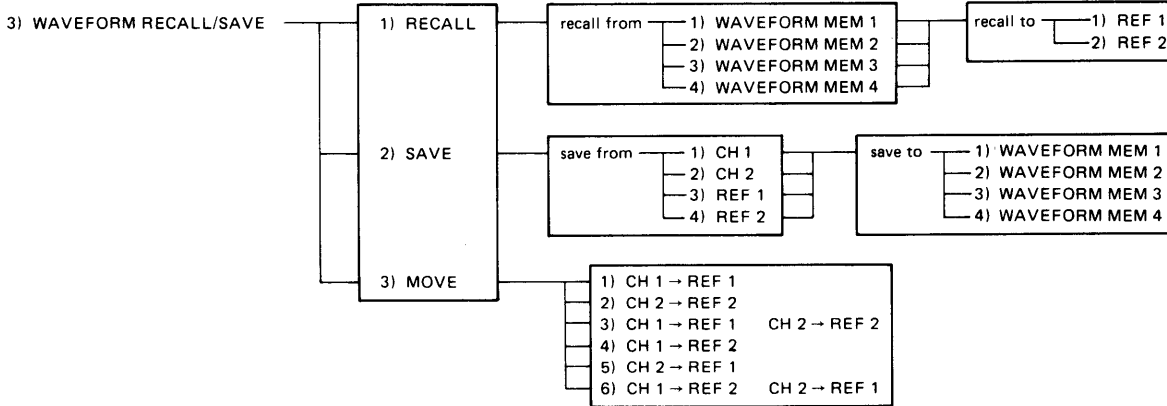 3) WAVEFORM RECALL/SAVE
1) RECALL
recall from
1) WAVEFORM MEM 1
2) WAVEFORM MEM 2
3) WAVEFORM MEM 3
4) WAVEFORM MEM 4
recall to
1) REF 1
2) REF 2
2) SAVE
save from
1) CH 1
2) CH 2
3) REF 1
4) REF 2
save to
1) WAVEFORM MEM 1
2) WAVEFORM MEM 2
3) WAVEFORM MEM 3
4) WAVEFORM MEM 4
3) MOVE
1) CH 1 → REF 1
2) CH 2 → REF 2
3) CH 1 → REF 1 CH 2 → REF 2
4) CH 1 → REF 2
5) CH 2 → REF 1
6) CH 1 → REF 2 CH 2 → REF 1